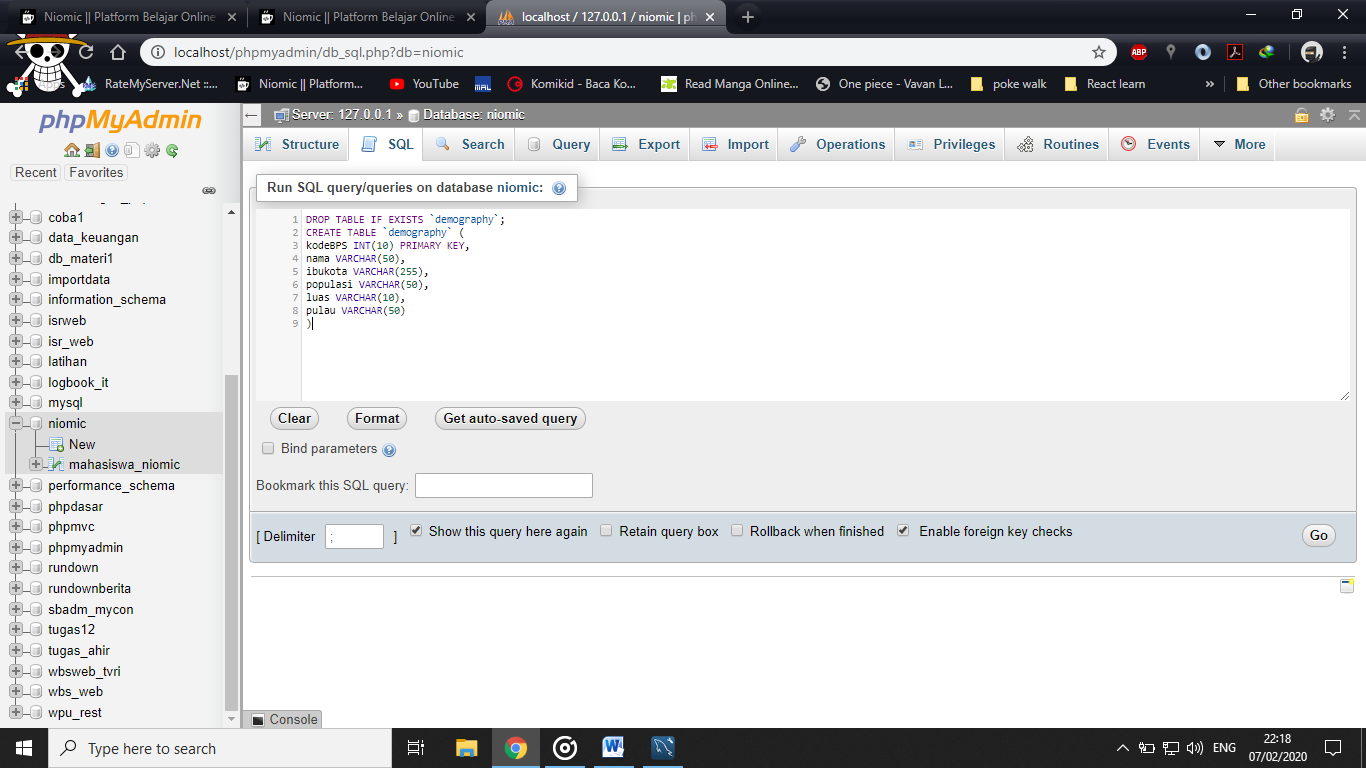 Niomic || Platform Belajar Online
Niomic || Platform Belajar Online
localhost / 127.0.0.1 / niomic | ph
localhost/phpmyadmin/db_sql.php?db=niomic
ABP
Apps
RateMyServer.Net ::...
Niomic || Platform...
YouTube
MAL
Komikid - Baca Ko...
Read Manga Online...
One piece - Vavan L...
poke walk
React learn
»
Other bookmarks
phpMyAdmin
Recent
Favorites
coba1
data_keuangan
db_materi1
importdata
information_schema
isrweb
isr_web
latihan
logbook_it
mysql
niomic
New
mahasiswa_niomic
performance_schema
phpdasar
phpmvc
phpmyadmin
rundown
rundownberita
sbadm_mycon
tugas12
tugas_ahir
wbsweb_tvri
wbs_web
wpu_rest
Server: 127.0.0.1 » Database: niomic
Structure
SQL
Search
Query
Export
Import
Operations
Privileges
Routines
Events
More
Run SQL query/queries on database niomic:
1 DROP TABLE IF EXISTS `demography`;
2 CREATE TABLE `demography` (
3 kodeBPS INT(10) PRIMARY KEY,
4 nama VARCHAR(50),
5 ibukota VARCHAR(255),
6 populasi VARCHAR(50),
7 luas VARCHAR(10),
8 pulau VARCHAR(50)
9 )
Clear
Format
Get auto-saved query
Bind parameters
Bookmark this SQL query:
[ Delimiter ; ]
Show this query here again
Retain query box
Rollback when finished
Enable foreign key checks
Go
Console
Type here to search
ENG
22:18
07/02/2020